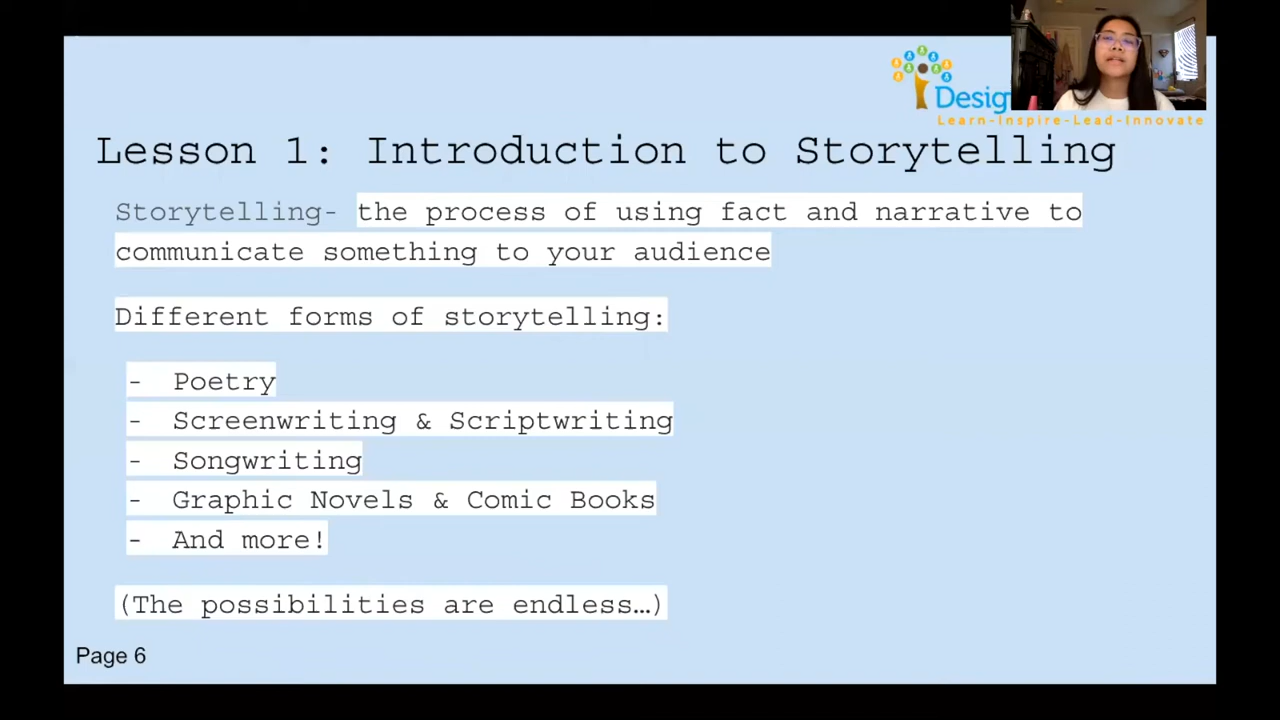 Desig
Learn-Inspire-Lead-Innovate
Lesson 1: Introduction to Storytelling
Storytelling- the process of using fact and narrative to
communicate something to your audience
Different forms of storytelling:
- Poetry
- Screenwriting & Scriptwriting
- Songwriting
- Graphic Novels & Comic Books
- And more!
(The possibilities are endless…)
Page 6